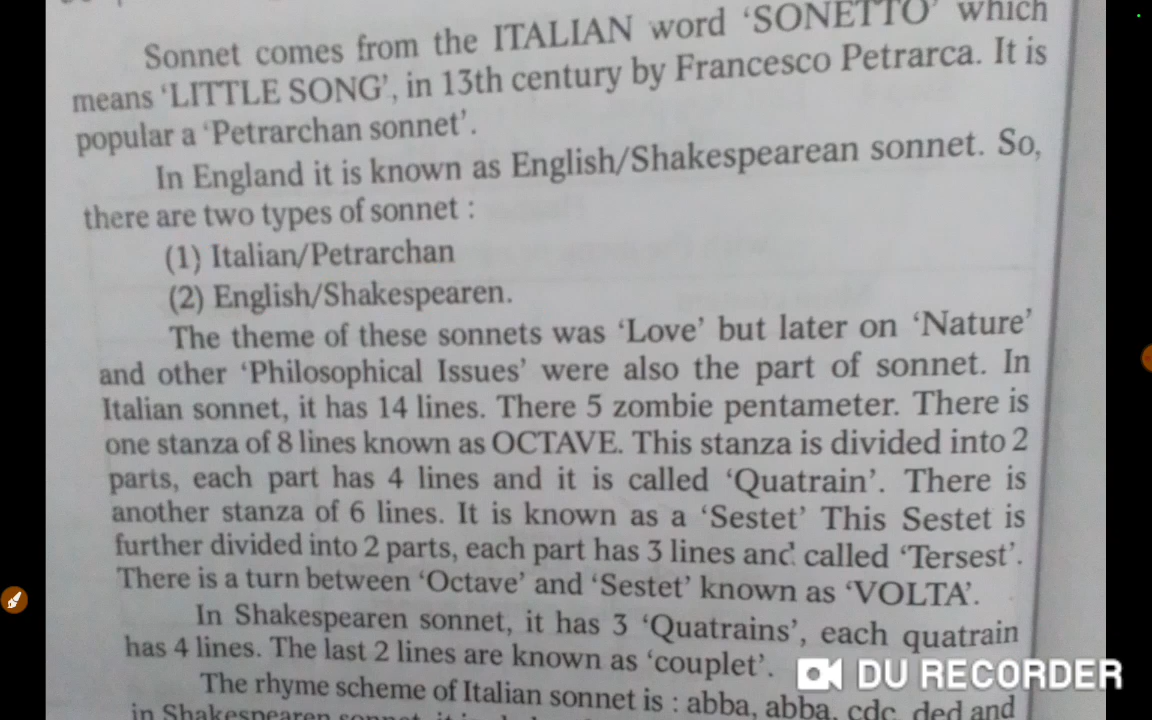 Sonnet comes from the ITALIAN word ‘SONETTO’ which
means ‘LITTLE SONG’, in 13th century by Francesco Petrarca. It is
popular a ‘Petrarchan sonnet’.
In England it is known as English/Shakespearean sonnet. So,
there are two types of sonnet :
(1) Italian/Petrarchan
(2) English/Shakespearen.
The theme of these sonnets was ‘Love’ but later on ‘Nature’
and other ‘Philosophical Issues’ were also the part of sonnet. In
Italian sonnet, it has 14 lines. There 5 zombie pentameter. There is
one stanza of 8 lines known as OCTAVE. This stanza is divided into 2
parts, each part has 4 lines and it is called ‘Quatrain’. There is
another stanza of 6 lines. It is known as a ‘Sestet’ This Sestet is
further divided into 2 parts, each part has 3 lines and called ‘Tersest’.
There is a turn between ‘Octave’ and ‘Sestet’ known as ‘VOLTA’.
In Shakespearen sonnet, it has 3 ‘Quatrains’, each quatrain
has 4 lines. The last 2 lines are known as ‘couplet’.
DU RECORDER
The rhyme scheme of Italian sonnet is : abba, abba, cdc, ded and
in Shakespearen sonnet, it